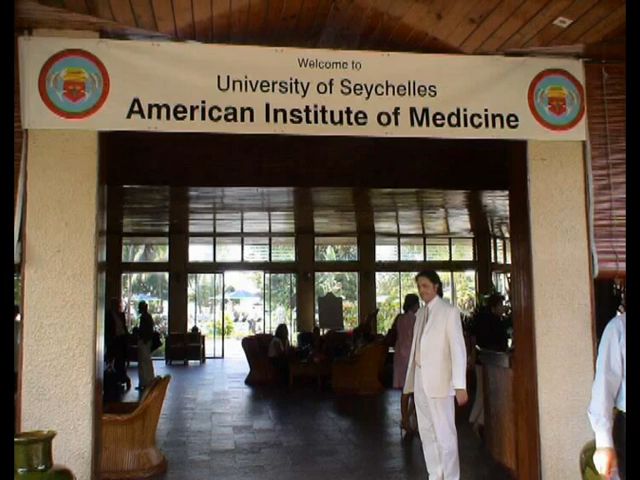 Welcome to
University of Seychelles
American Institute of Medicine